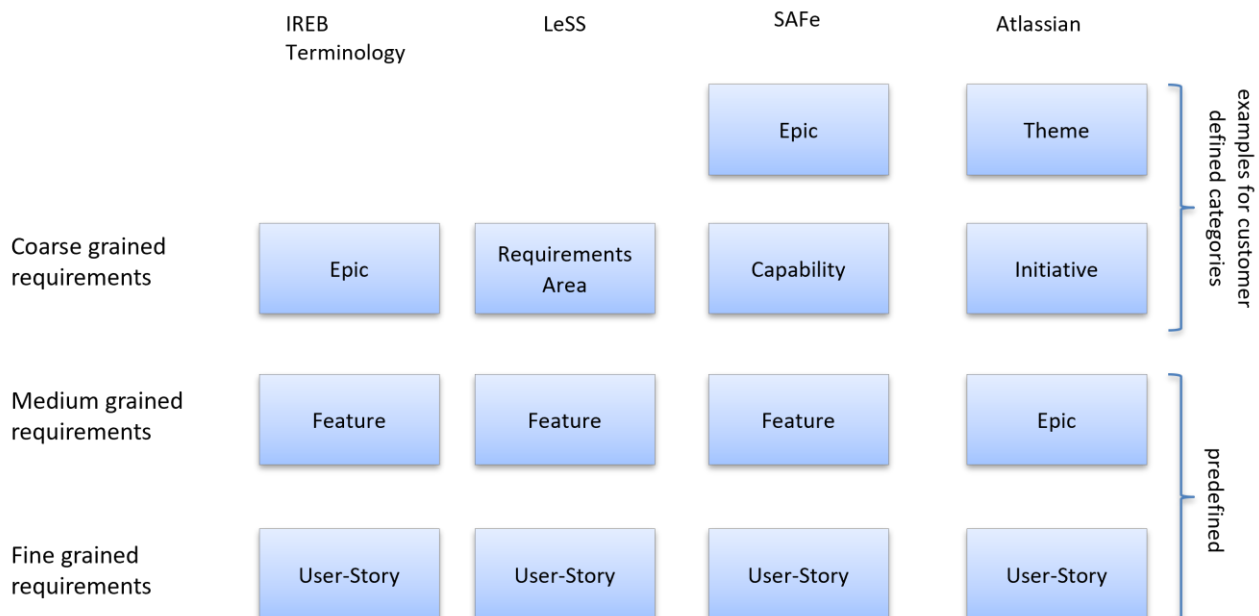 IREB
Terminology
LeSS
SAFe
Atlassian
Epic
Theme
examples for customer
defined categories
Coarse grained
requirements
Epic
Requirements
Area
Capability
Initiative
Medium grained
requirements
Feature
Feature
Feature
Epic
predefined
Fine grained
requirements
User-Story
User-Story
User-Story
User-Story